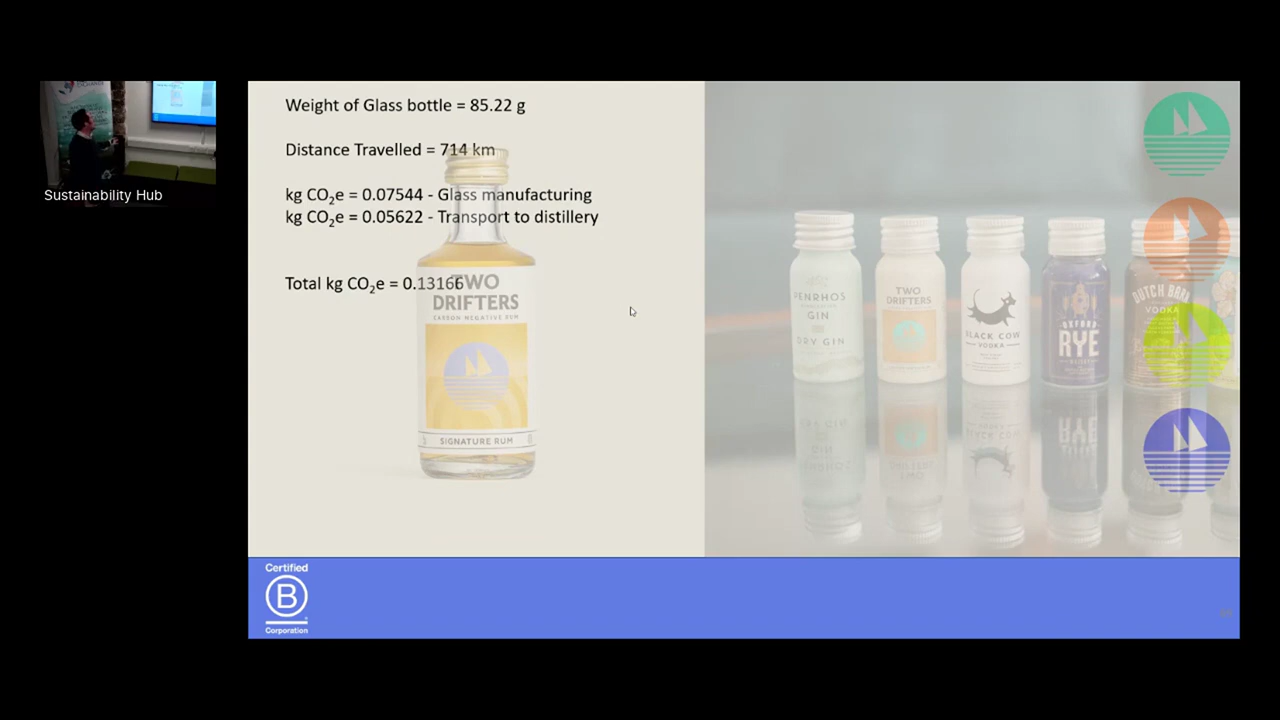 Weight of Glass bottle = 85.22 g
Distance Travelled = 714 km
kg CO₂e = 0.07544 - Glass manufacturing
kg CO₂e = 0.05622 - Transport to distillery
Total kg CO₂e = 0.13166
TWO
DRIFTERS
CARBON NEGATIVE RUM
SIGNATURE RUM
PENRHOS
GIN
DRY GIN
TWO
DRIFTERS
BLACK COW
VODKA
OXFORD
RYE
DUTCH BARN
VODKA
Sustainability Hub
Certified
B
Corporation